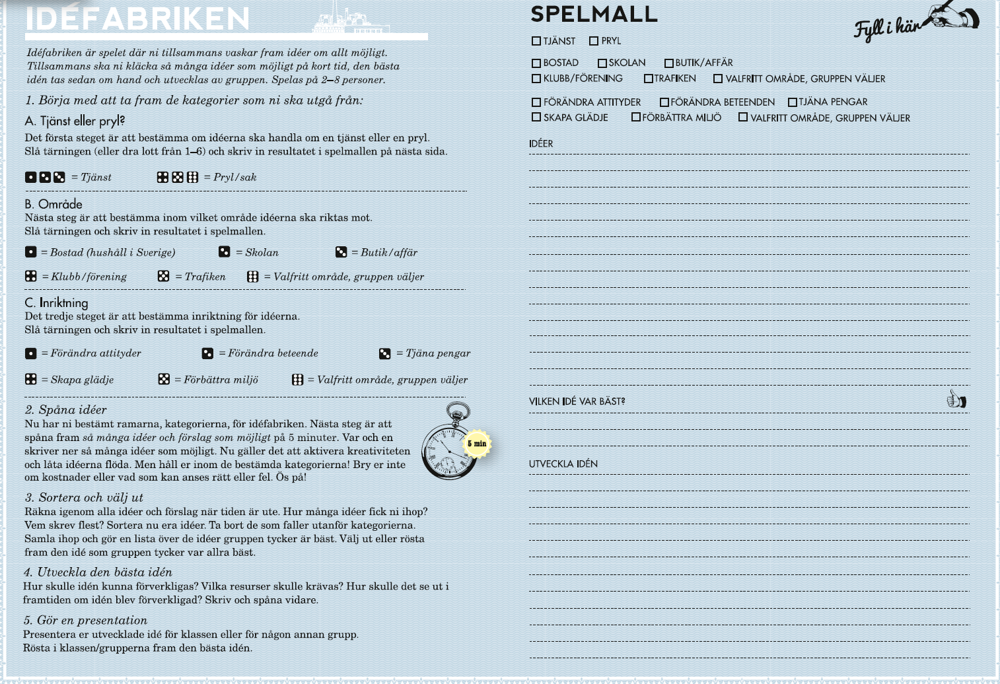 IDÉFABRIKEN
Idéfabriken är spelet där ni tillsammans vaskar fram idéer om allt möjligt.
Tillsammans ska ni kläcka så många idéer som möjligt på kort tid, den bästa
idén tas sedan om hand och utvecklas av gruppen. Spelas på 2–8 personer.
1. Börja med att ta fram de kategorier som ni ska utgå från:
A. Tjänst eller pryl?
Det första steget är att bestämma om idéerna ska handla om en tjänst eller en pryl.
Slå tärningen (eller dra lott från 1–6) och skriv in resultatet i spelmallen på nästa sida.
= Tjänst = Pryl/sak
B. Område
Nästa steg är att bestämma inom vilket område idéerna ska riktas mot.
Slå tärningen och skriv in resultatet i spelmallen.
= Bostad (hushåll i Sverige) = Skolan = Butik/affär
= Klubb/förening = Trafiken = Valfritt område, gruppen väljer
C. Inriktning
Det tredje steget är att bestämma inriktning för idéerna.
Slå tärningen och skriv in resultatet i spelmallen.
= Förändra attityder = Förändra beteende = Tjäna pengar
= Skapa glädje = Förbättra miljö = Valfritt område, gruppen väljer
2. Spåna idéer
Nu har ni bestämt ramarna, kategorierna, för idéfabriken. Nästa steg är att
spåna fram så många idéer och förslag som möjligt på 5 minuter. Var och en
skriver ner så många idéer som möjligt. Nu gäller det att aktivera kreativiteten
och låta idéerna flöda. Men håll er inom de bestämda kategorierna! Bry er inte
om kostnader eller vad som kan anses rätt eller fel. Ös på!
5 min
3. Sortera och välj ut
Räkna igenom alla idéer och förslag när tiden är ute. Hur många idéer fick ni ihop?
Vem skrev flest? Sortera nu era idéer. Ta bort de som faller utanför kategorierna.
Samla ihop och gör en lista över de idéer gruppen tycker är bäst. Välj ut eller rösta
fram den idé som gruppen tycker var allra bäst.
4. Utveckla den bästa idén
Hur skulle idén kunna förverkligas? Vilka resurser skulle krävas? Hur skulle det se ut i
framtiden om idén blev förverkligad? Skriv och spåna vidare.
5. Gör en presentation
Presentera er utvecklade idé för klassen eller för någon annan grupp.
Rösta i klassen/grupperna fram den bästa idén.
SPELMALL
Fyll i här
TJÄNST PRYL
BOSTAD SKOLAN BUTIK/AFFÄR
KLUBB/FÖRENING TRAFIKEN VALFRITT OMRÅDE, GRUPPEN VÄLJER
FÖRÄNDRA ATTITYDER FÖRÄNDRA BETEENDEN TJÄNA PENGAR
SKAPA GLÄDJE FÖRBÄTTRA MILJÖ VALFRITT OMRÅDE, GRUPPEN VÄLJER
IDÉER
VILKEN IDÉ VAR BÄST?
UTVECKLA IDÉN